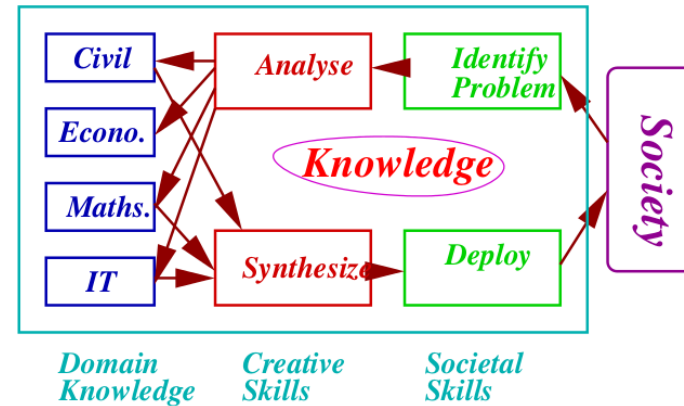 Civil
Analyse
Identify
Problem
Econo.
Knowledge
Society
Maths.
Synthesize
Deploy
IT
Domain
Knowledge
Creative
Skills
Societal
Skills